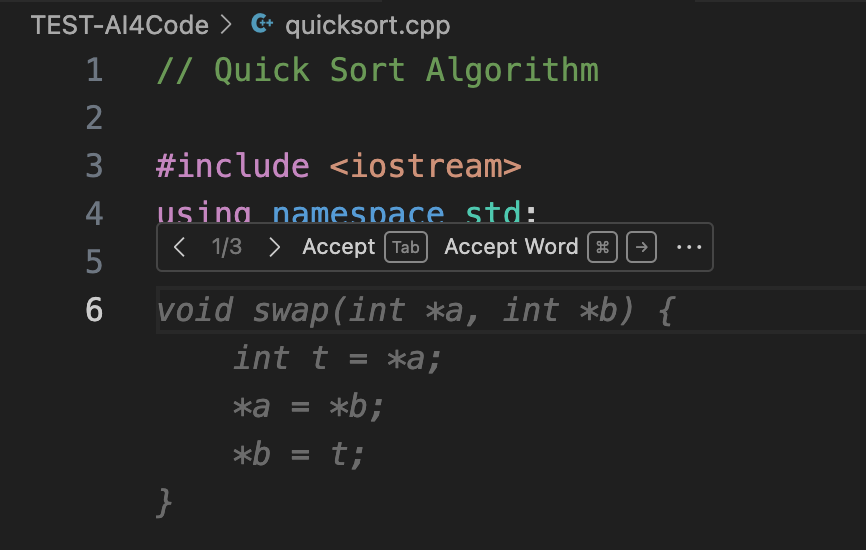 TEST-AI4Code > quicksort.cpp
1 // Quick Sort Algorithm
2
3 #include <iostream>
4 using namespace std;
< 1/3 > Accept Tab Accept Word ⌘ → ···
5
6 void swap(int *a, int *b) {
int t = *a;
*a = *b;
*b = t;
}